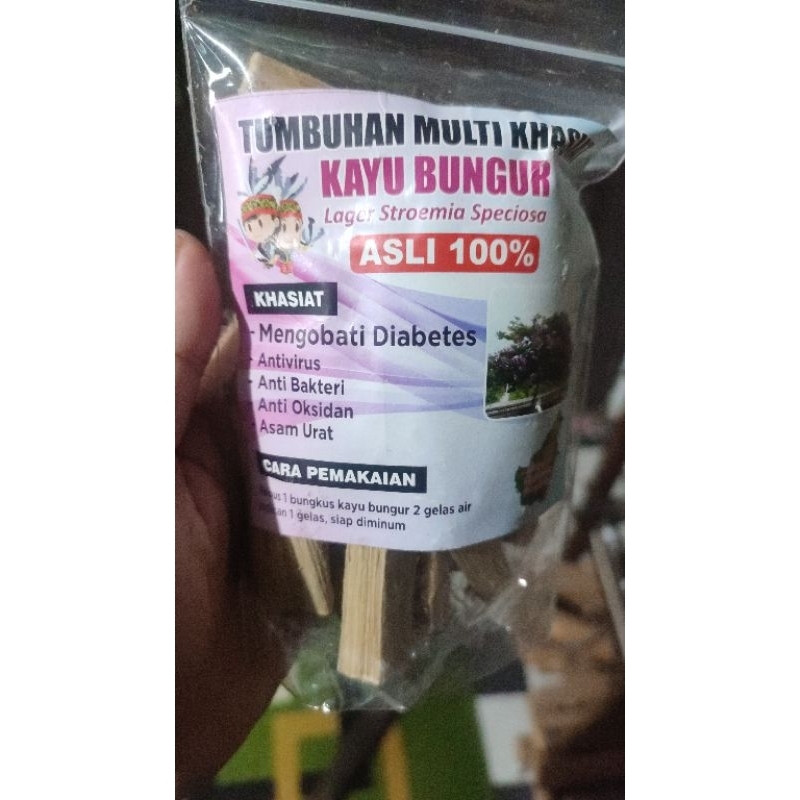 TUMBUHAN MULTI
KAYU BUNGUR
Lager Stroemia Speciosa
ASLI 100%
KHASIAT
- Mengobati Diabetes
- Antivirus
- Anti Bakteri
- Anti Oksidan
- Asam Urat
CARA PEMAKAIAN
1 bungkus kayu bungur 2 gelas air
1 gelas, siap diminum